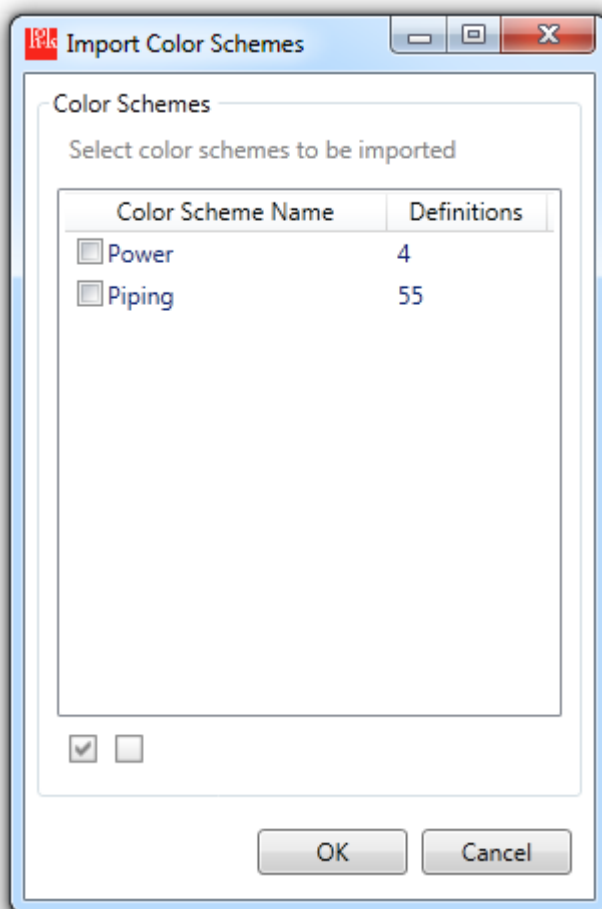 Import Color Schemes
Color Schemes
Select color schemes to be imported
Color Scheme Name Definitions
Power 4
Piping 55
OK Cancel